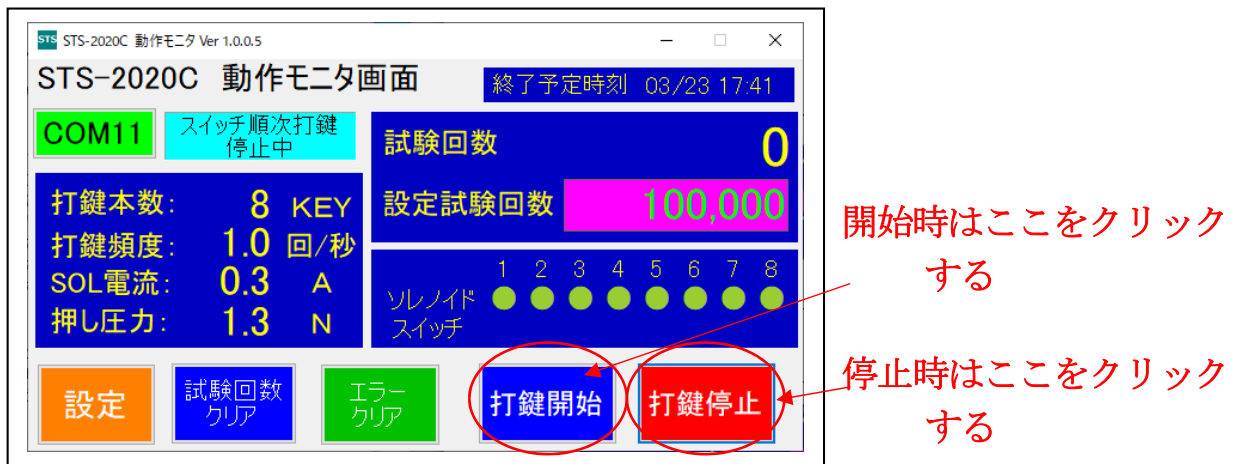 STS STS-2020C 動作モニタ Ver 1.0.0.5
STS-2020C 動作モニタ画面
終了予定時刻 03/23 17:41
COM11
スイッチ順次打鍵
停止中
試験回数 0
設定試験回数 100,000
打鍵本数: 8 KEY
打鍵頻度: 1.0 回/秒
SOL電流: 0.3 A
押し圧力: 1.3 N
1 2 3 4 5 6 7 8
ソレノイド
スイッチ
設定
試験回数
クリア
エラー
クリア
打鍵開始
打鍵停止
開始時はここをクリック
する
停止時はここをクリック
する